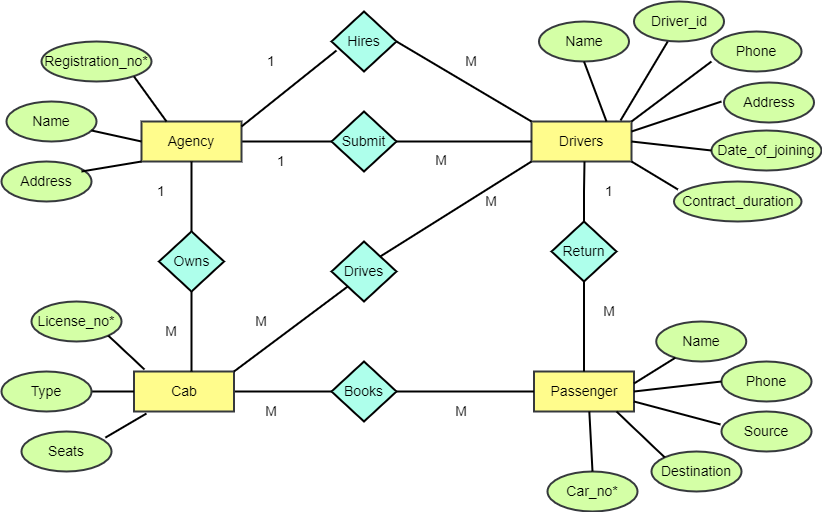 Hires
Driver_id
Name
Phone
Registration_no*
1
M
Address
Name
Agency
Submit
Drivers
Date_of_joining
1
M
Address
1
M
1
Contract_duration
Owns
Drives
Return
License_no*
M
M
M
Name
Type
Cab
Books
Passenger
Phone
M
M
Source
Seats
Destination
Car_no*